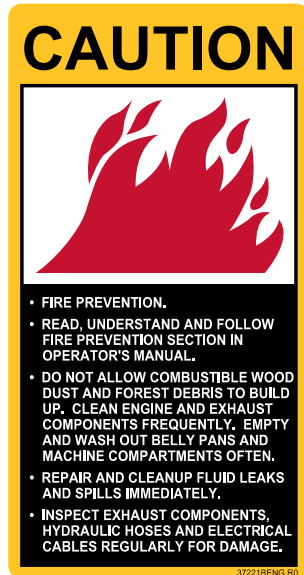 CAUTION
• FIRE PREVENTION.
• READ, UNDERSTAND AND FOLLOW
FIRE PREVENTION SECTION IN
OPERATOR'S MANUAL.
• DO NOT ALLOW COMBUSTIBLE WOOD
DUST AND FOREST DEBRIS TO BUILD
UP. CLEAN ENGINE AND EXHAUST
COMPONENTS FREQUENTLY. EMPTY
AND WASH OUT BELLY PANS AND
MACHINE COMPARTMENTS OFTEN.
• REPAIR AND CLEANUP FLUID LEAKS
AND SPILLS IMMEDIATELY.
• INSPECT EXHAUST COMPONENTS,
HYDRAULIC HOSES AND ELECTRICAL
CABLES REGULARLY FOR DAMAGE.
37221BENG R0